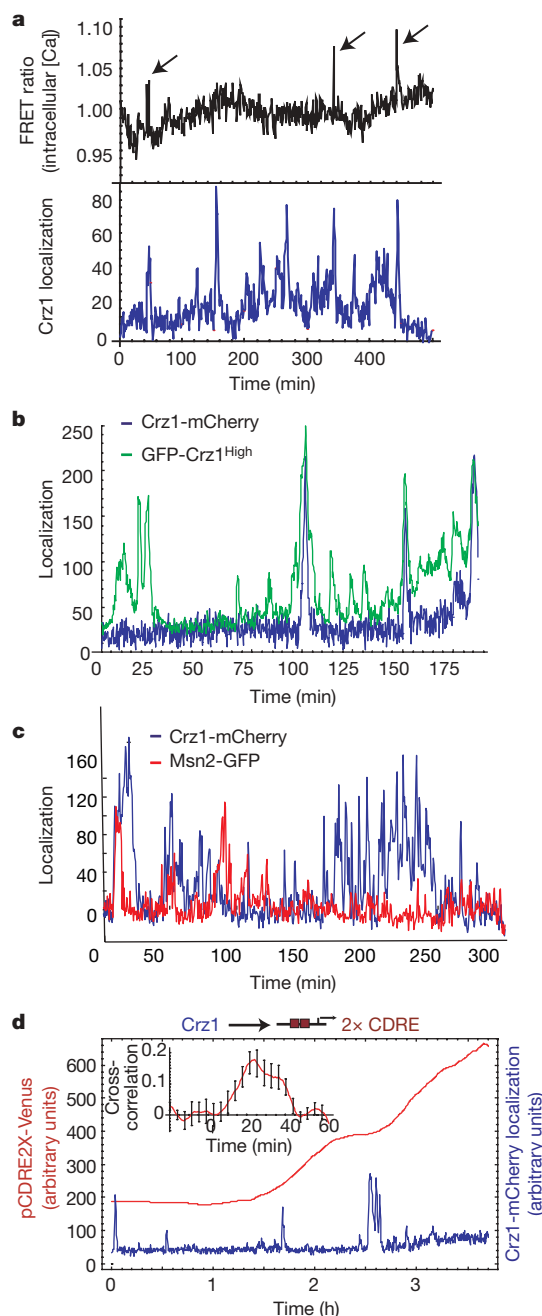 a
1.10
1.05
1.00
0.95
FRET ratio
(intracellular [Ca])
80
60
40
20
0
Crz1 localization
0 100 200 300 400
Time (min)
b
Crz1-mCherry
GFP-Crz1High
250
200
150
100
50
0
Localization
0 25 50 75 100 125 150 175
Time (min)
c
Crz1-mCherry
Msn2-GFP
160
120
80
40
0
Localization
0 50 100 150 200 250 300
Time (min)
d
Crz1 2× CDRE
600
500
400
300
200
100
0
pCDRE2X-Venus
(arbitrary units)
0.2
0.1
0
Cross-
correlation
0 20 40 60
Time (min)
Crz1-mCherry localization
(arbitrary units)
0 1 2 3
Time (h)